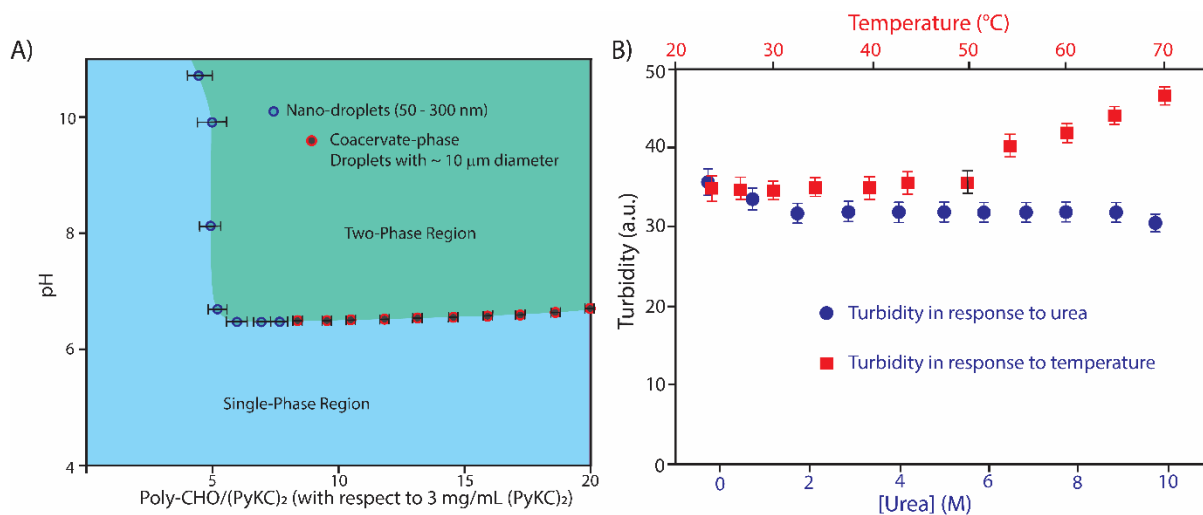 A)
10
8
6
4
pH
Nano-droplets (50 - 300 nm)
Coacervate-phase
Droplets with ~ 10 μm diameter
Two-Phase Region
Single-Phase Region
5 10 15 20
Poly-CHO/(PyKC)₂ (with respect to 3 mg/mL (PyKC)₂)
B)
Temperature (°C)
20 30 40 50 60 70
50
40
30
20
10
0
Turbidity (a.u.)
Turbidity in response to urea
Turbidity in response to temperature
0 2 4 6 8 10
[Urea] (M)